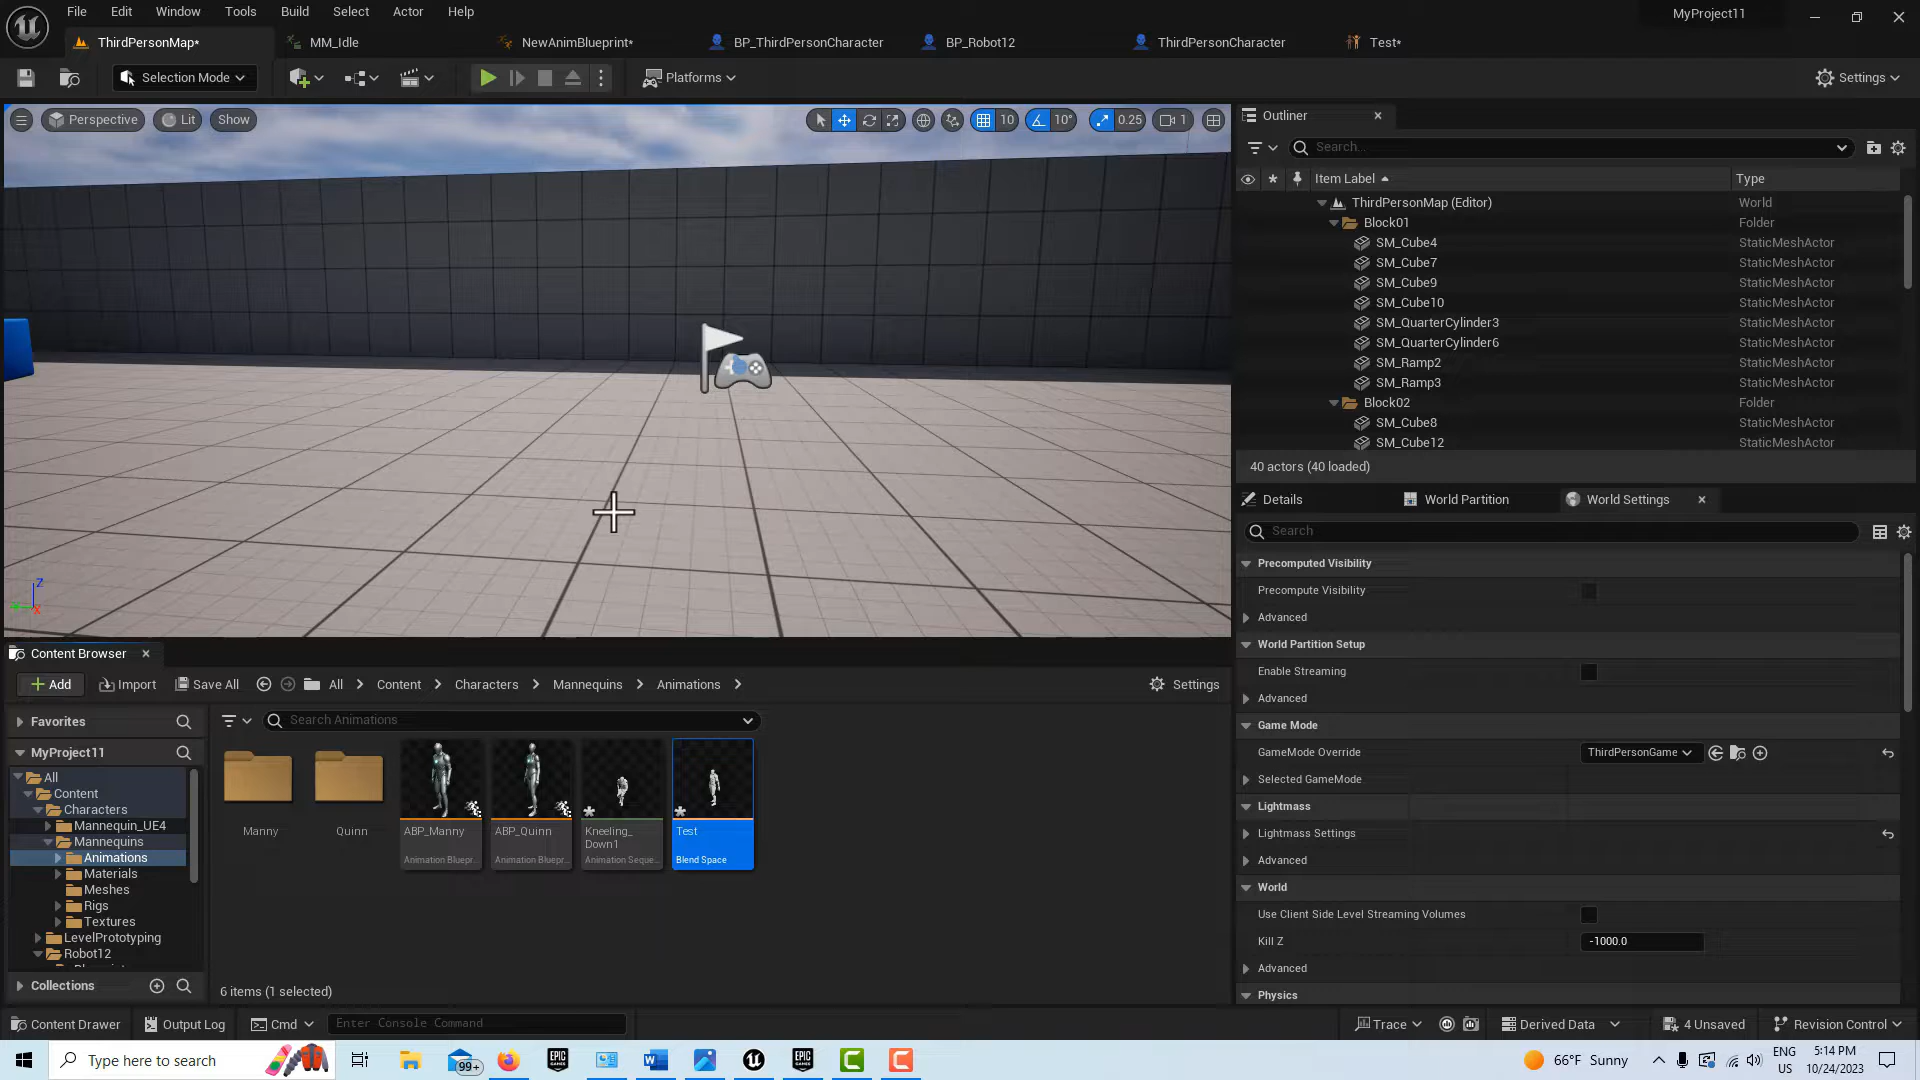 File Edit Window Tools Build Select Actor Help MyProject11
ThirdPersonMap* MM_Idle NewAnimBlueprint* BP_ThirdPersonCharacter BP_Robot12 ThirdPersonCharacter Test*
Selection Mode Platforms Settings
Perspective Lit Show 10 10° 0.25 1
Outliner
Search...
Item Label Type
ThirdPersonMap (Editor) World
Block01 Folder
SM_Cube4 StaticMeshActor
SM_Cube7 StaticMeshActor
SM_Cube9 StaticMeshActor
SM_Cube10 StaticMeshActor
SM_QuarterCylinder3 StaticMeshActor
SM_QuarterCylinder6 StaticMeshActor
SM_Ramp2 StaticMeshActor
SM_Ramp3 StaticMeshActor
Block02 Folder
SM_Cube8 StaticMeshActor
SM_Cube12 StaticMeshActor
40 actors (40 loaded)
Details World Partition World Settings
Search
Precomputed Visibility
Precompute Visibility
Advanced
World Partition Setup
Enable Streaming
Advanced
Game Mode
GameMode Override ThirdPersonGame
Selected GameMode
Lightmass
Lightmass Settings
Advanced
World
Use Client Side Level Streaming Volumes
Kill Z -1000.0
Advanced
Physics
Z
X
Content Browser
Add Import Save All All Content Characters Mannequins Animations Settings
Favorites Search Animations
MyProject11
All
Content
Characters
Mannequin_UE4
Mannequins
Animations
Materials
Meshes
Rigs
Textures
LevelPrototyping
Robot12
Collections
Manny
Quinn
ABP_Manny
Animation Bluepr...
ABP_Quinn
Animation Bluepr...
Kneeling_
Down1
Animation Seque...
Test
Blend Space
6 items (1 selected)
Content Drawer Output Log Cmd Enter Console Command Trace Derived Data 4 Unsaved Revision Control
Type here to search 99+ EPIC GAMES W EPIC GAMES C C 66°F Sunny ENG US 5:14 PM 10/24/2023